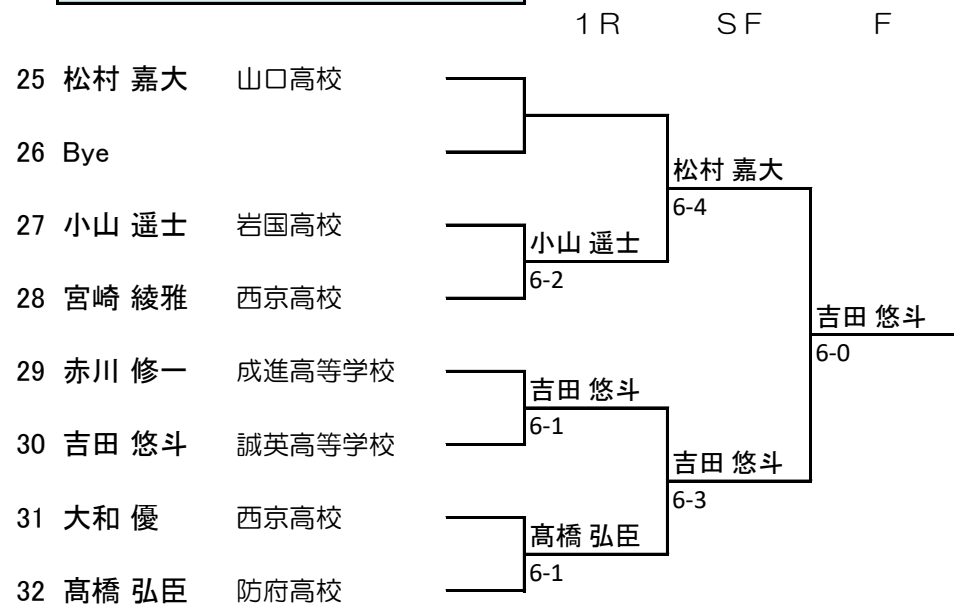 １Ｒ ＳＦ Ｆ
25 松村 嘉大 山口高校
26 Bye
松村 嘉大
6-4
27 小山 遥士 岩国高校
小山 遥士
6-2
28 宮崎 綾雅 西京高校
吉田 悠斗
6-0
29 赤川 修一 成進高等学校
吉田 悠斗
6-1
30 吉田 悠斗 誠英高等学校
吉田 悠斗
6-3
31 大和 優 西京高校
髙橋 弘臣
6-1
32 髙橋 弘臣 防府高校